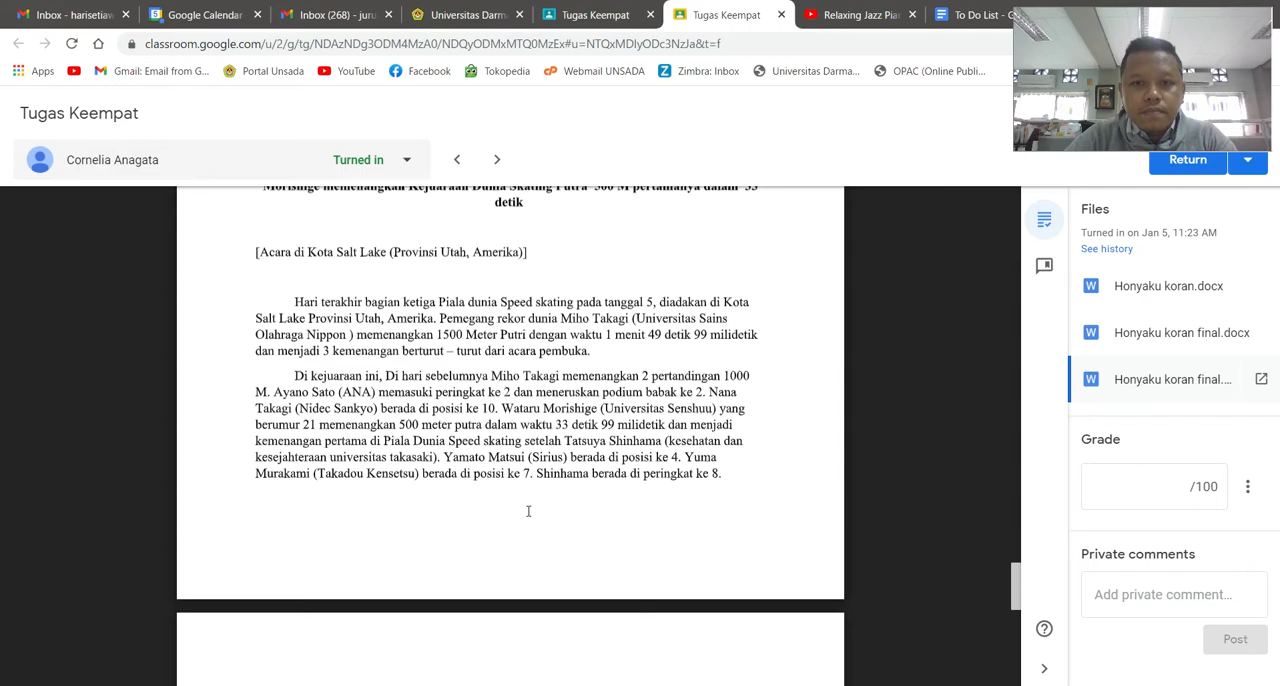 Inbox - harisetiaw
Google Calendar
Inbox (268) - juru
Universitas Darm
Tugas Keempat
Tugas Keempat
Relaxing Jazz Pia
To Do List - G
classroom.google.com/u/2/g/tg/NDAzNDg3ODM4MzA0/NDQyODMxMTQ0MzEx#u=NTQxMDIyODc3NzJa&t=f
Apps
Gmail: Email from G...
Portal Unsada
YouTube
Facebook
Tokopedia
Webmail UNSADA
Zimbra: Inbox
Universitas Darma...
OPAC (Online Publi...
Tugas Keempat
Cornelia Anagata
Turned in
Return
Morishige memenangkan Kejuaraan Dunia Skating Putra 500 M pertamanya dalam 33
detik
[Acara di Kota Salt Lake (Provinsi Utah, Amerika)]
Hari terakhir bagian ketiga Piala dunia Speed skating pada tanggal 5, diadakan di Kota
Salt Lake Provinsi Utah, Amerika. Pemegang rekor dunia Miho Takagi (Universitas Sains
Olahraga Nippon ) memenangkan 1500 Meter Putri dengan waktu 1 menit 49 detik 99 milidetik
dan menjadi 3 kemenangan berturut – turut dari acara pembuka.
Di kejuaraan ini, Di hari sebelumnya Miho Takagi memenangkan 2 pertandingan 1000
M. Ayano Sato (ANA) memasuki peringkat ke 2 dan meneruskan podium babak ke 2. Nana
Takagi (Nidec Sankyo) berada di posisi ke 10. Wataru Morishige (Universitas Senshuu) yang
berumur 21 memenangkan 500 meter putra dalam waktu 33 detik 99 milidetik dan menjadi
kemenangan pertama di Piala Dunia Speed skating setelah Tatsuya Shinhama (kesehatan dan
kesejahteraan universitas takasaki). Yamato Matsui (Sirius) berada di posisi ke 4. Yuma
Murakami (Takadou Kensetsu) berada di posisi ke 7. Shinhama berada di peringkat ke 8.
Files
Turned in on Jan 5, 11:23 AM
See history
Honyaku koran.docx
Honyaku koran final.docx
Honyaku koran final....
Grade
/100
Private comments
Add private comment...
Post